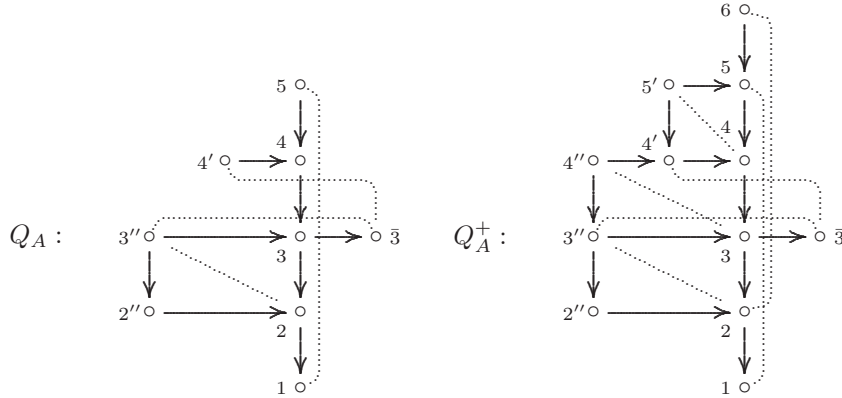 6
5 5′ 5
4′ 4 4″ 4′ 4
Q_A : 3″ 3 3̄ Q_A^+ : 3″ 3 3̄
2″ 2 2″ 2
1 1